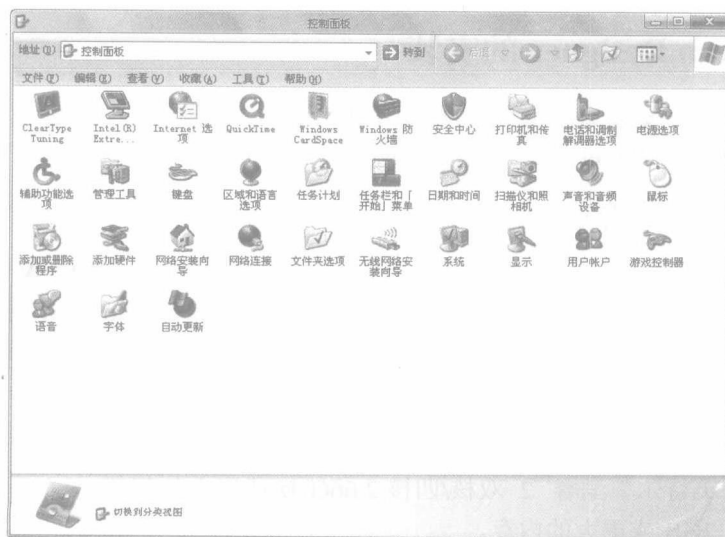 控制面板
地址(D) 控制面板 转到 后退
文件(F) 编辑(E) 查看(V) 收藏(A) 工具(T) 帮助(H)
ClearType Intel(R) Internet 选 QuickTime Windows Windows 防 安全中心 打印机和传 电话和调制 电源选项
Tuning Extre... 项 CardSpace 火墙 真 解调器选项
辅助功能选 管理工具 键盘 区域和语言 任务计划 任务栏和「 日期和时间 扫描仪和照 声音和音频 鼠标
项 选项 开始」菜单 相机 设备
添加或删除 添加硬件 网络安装向 网络连接 文件夹选项 无线网络安 系统 显示 用户帐户 游戏控制器
程序 导 装向导
语音 字体 自动更新
切换到分类视图